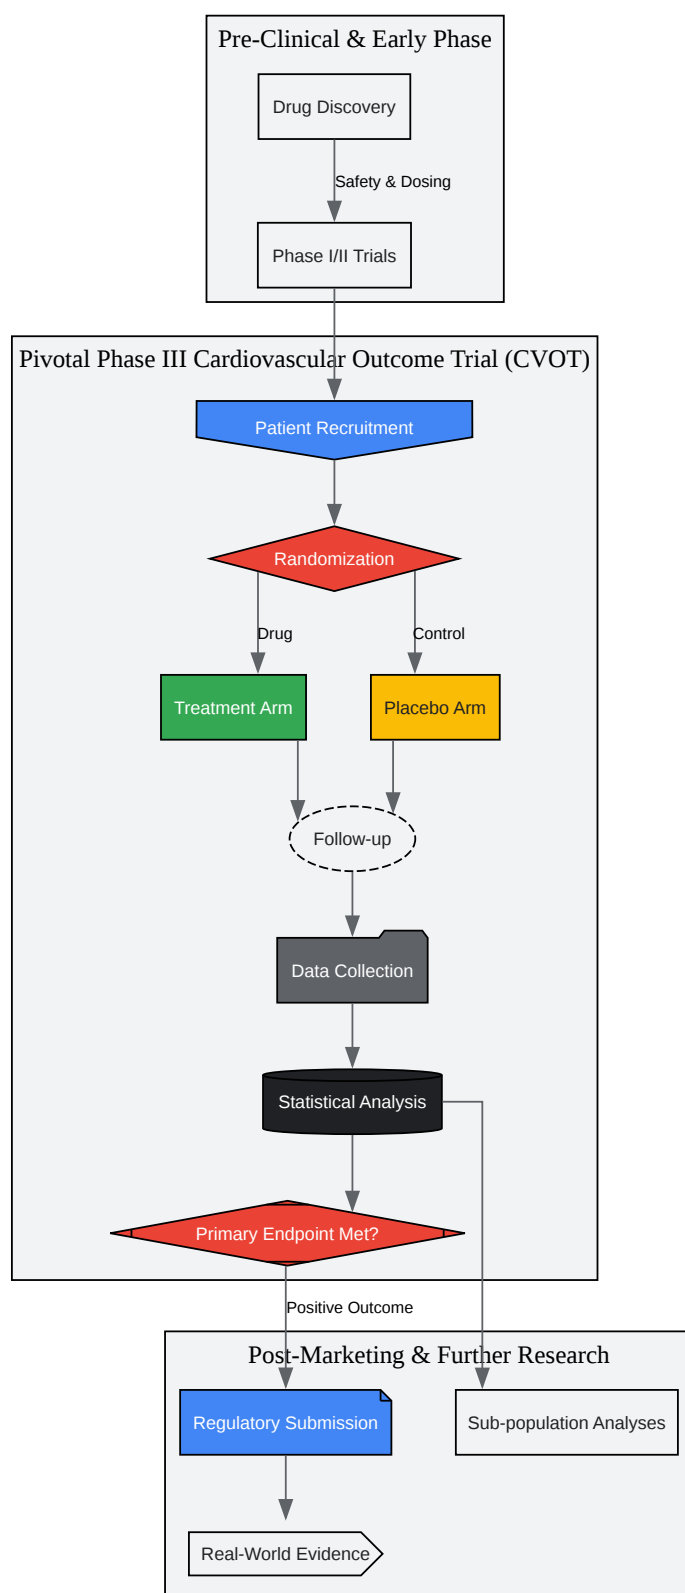 Pre-Clinical & Early Phase
Drug Discovery
Safety & Dosing
Phase I/II Trials
Pivotal Phase III Cardiovascular Outcome Trial (CVOT)
Patient Recruitment
Randomization
Drug
Control
Treatment Arm
Placebo Arm
Follow-up
Data Collection
Statistical Analysis
Primary Endpoint Met?
Positive Outcome
Post-Marketing & Further Research
Regulatory Submission
Sub-population Analyses
Real-World Evidence